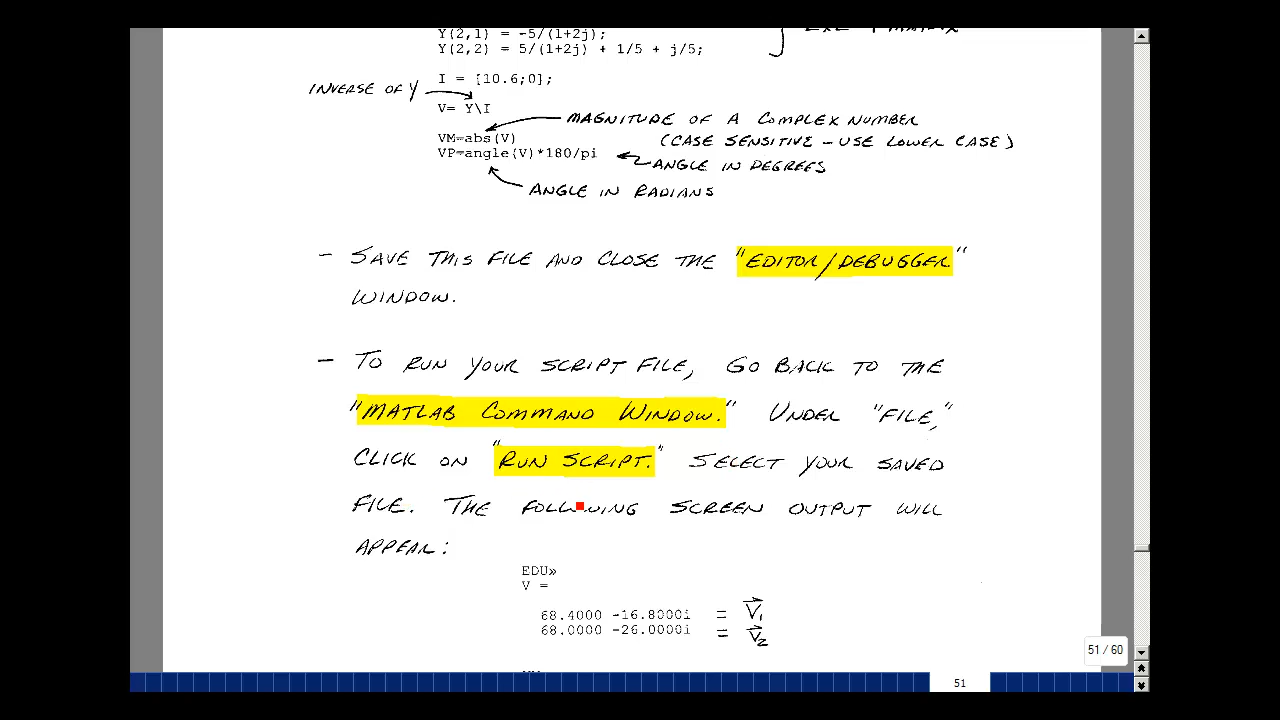 Y(2,1) = -5/(1+2j);
Y(2,2) = 5/(1+2j) + 1/5 + j/5;
I = [10.6;0];
INVERSE OF Y
V= Y\I
MAGNITUDE OF A COMPLEX NUMBER
VM=abs(V)
(CASE SENSITIVE - USE LOWER CASE)
VP=angle(V)*180/pi
ANGLE IN DEGREES
ANGLE IN RADIANS
- SAVE THIS FILE AND CLOSE THE "EDITOR/DEBUGGER"
WINDOW.
- TO RUN YOUR SCRIPT FILE, GO BACK TO THE
"MATLAB COMMAND WINDOW." UNDER "FILE,"
CLICK ON "RUN SCRIPT." SELECT YOUR SAVED
FILE. THE FOLLOWING SCREEN OUTPUT WILL
APPEAR:
EDU»
V =
68.4000 -16.8000i = V1
68.0000 -26.0000i = V2
51 / 60
51